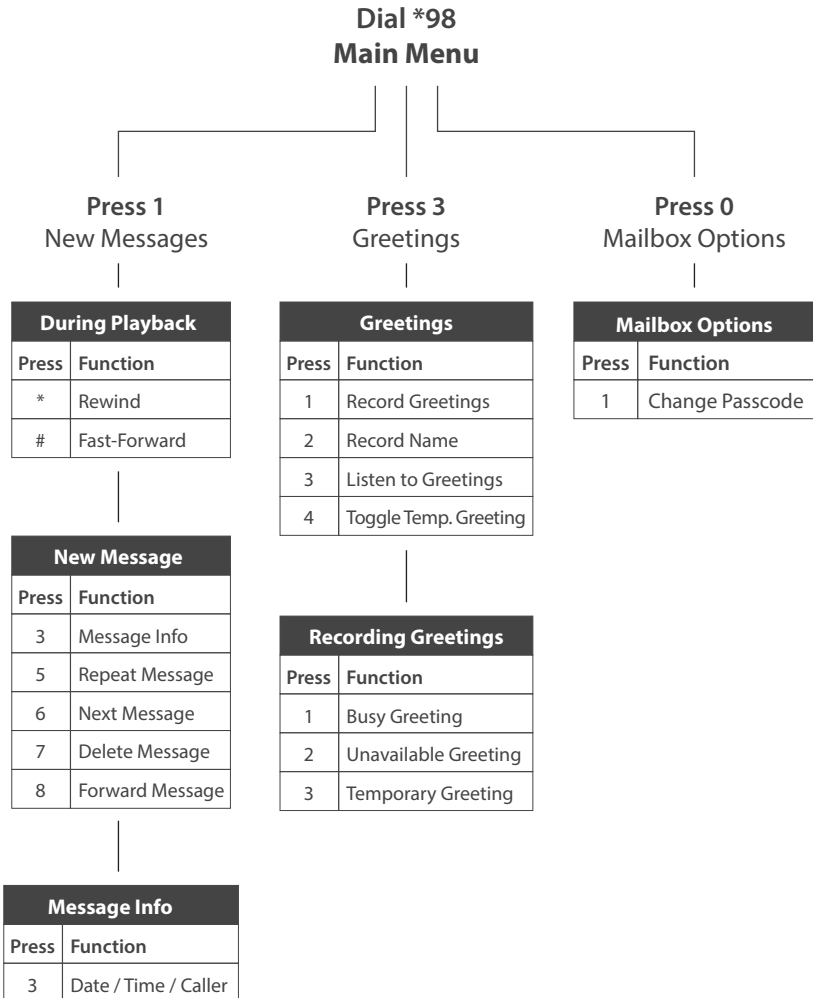 Dial *98
Main Menu
Press 1
New Messages
Press 3
Greetings
Press 0
Mailbox Options
During Playback
Press Function
* Rewind
# Fast-Forward
New Message
Press Function
3 Message Info
5 Repeat Message
6 Next Message
7 Delete Message
8 Forward Message
Message Info
Press Function
3 Date / Time / Caller
Greetings
Press Function
1 Record Greetings
2 Record Name
3 Listen to Greetings
4 Toggle Temp. Greeting
Recording Greetings
Press Function
1 Busy Greeting
2 Unavailable Greeting
3 Temporary Greeting
Mailbox Options
Press Function
1 Change Passcode